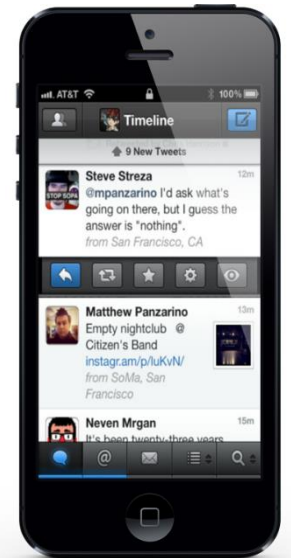 AT&T 100%
Timeline
9 New Tweets
Steve Streza 12m
STOP SOPA
@mpanzarino I'd ask what's
going on there, but I guess the
answer is "nothing".
from San Francisco, CA
Matthew Panzarino 13m
Empty nightclub @
Citizen's Band
instagr.am/p/IuKvN/
from SoMa, San
Francisco
Neven Mrgan 15m
It's been twenty-three years
@